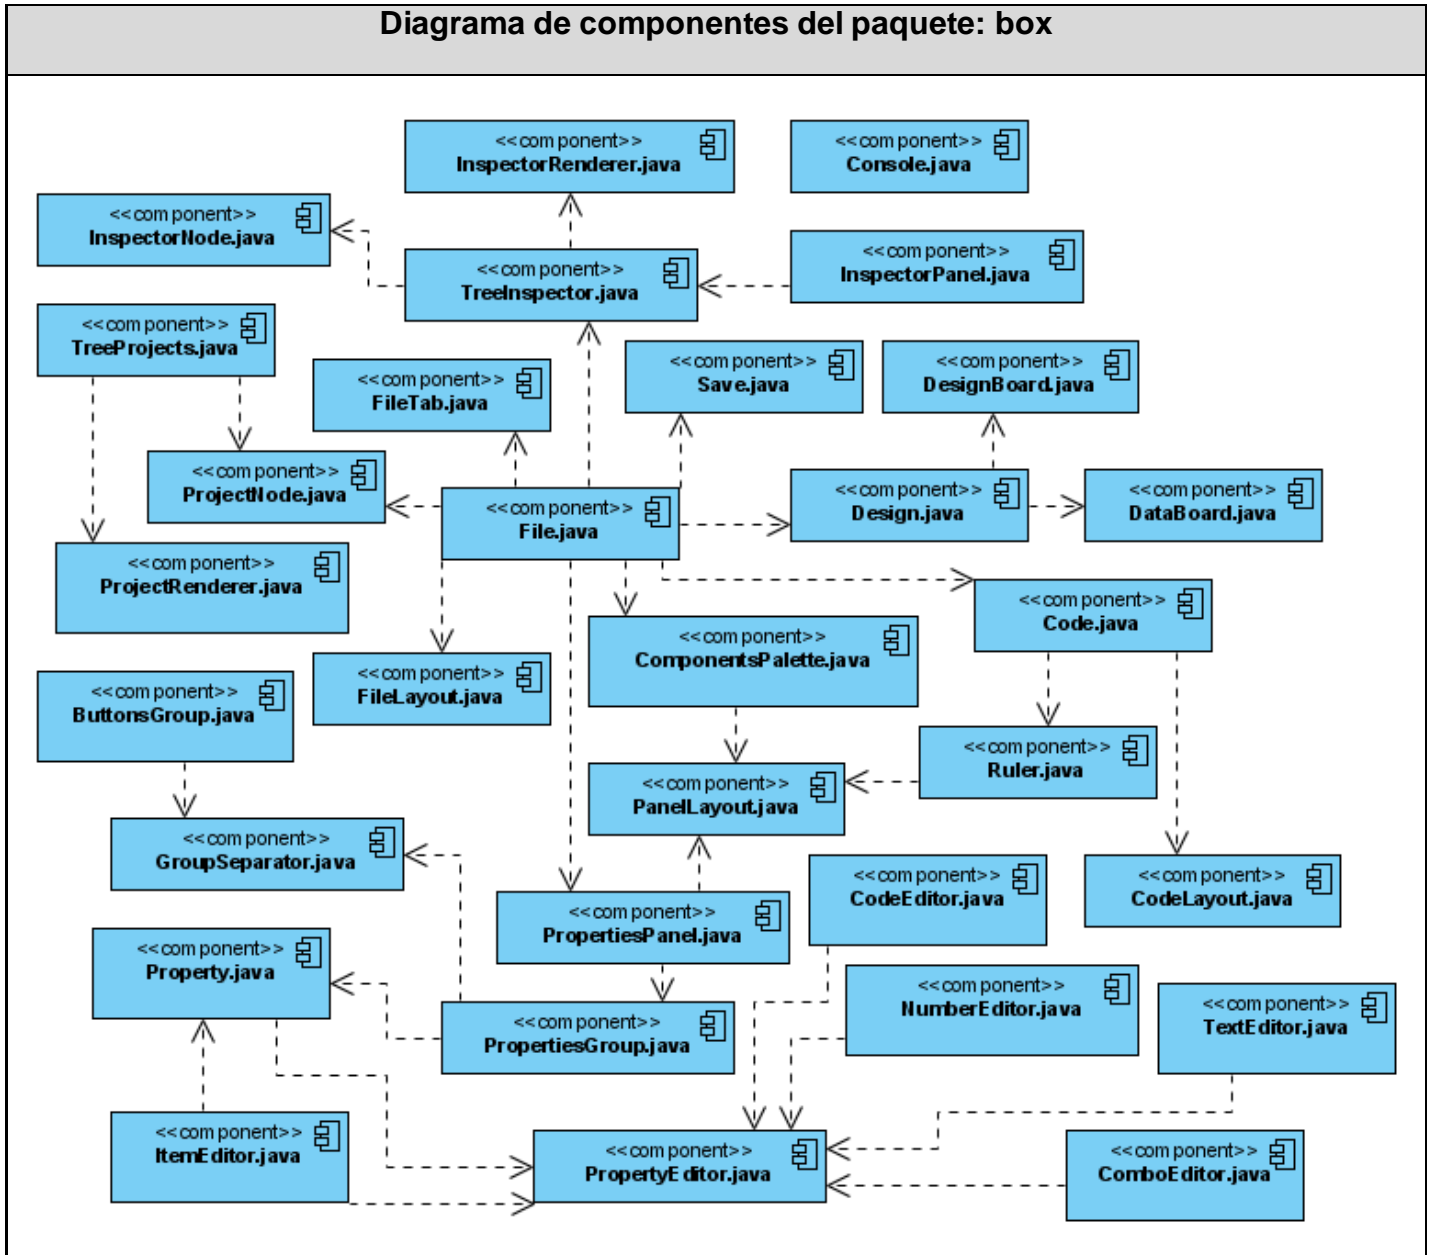 Diagrama de componentes del paquete: box
<<component>>
InspectorRenderer.java
<<component>>
Console.java
<<component>>
InspectorNode.java
<<component>>
TreeInspector.java
<<component>>
InspectorPanel.java
<<component>>
TreeProjects.java
<<component>>
FileTab.java
<<component>>
Save.java
<<component>>
DesignBoard.java
<<component>>
ProjectNode.java
<<component>>
File.java
<<component>>
Design.java
<<component>>
DataBoard.java
<<component>>
ProjectRenderer.java
<<component>>
Code.java
<<component>>
ComponentsPalette.java
<<component>>
FileLayout.java
<<component>>
ButtonsGroup.java
<<component>>
Ruler.java
<<component>>
PanelLayout.java
<<component>>
GroupSeparator.java
<<component>>
CodeEditor.java
<<component>>
CodeLayout.java
<<component>>
PropertiesPanel.java
<<component>>
Property.java
<<component>>
NumberEditor.java
<<component>>
TextEditor.java
<<component>>
PropertiesGroup.java
<<component>>
ItemEditor.java
<<component>>
PropertyEditor.java
<<component>>
ComboEditor.java